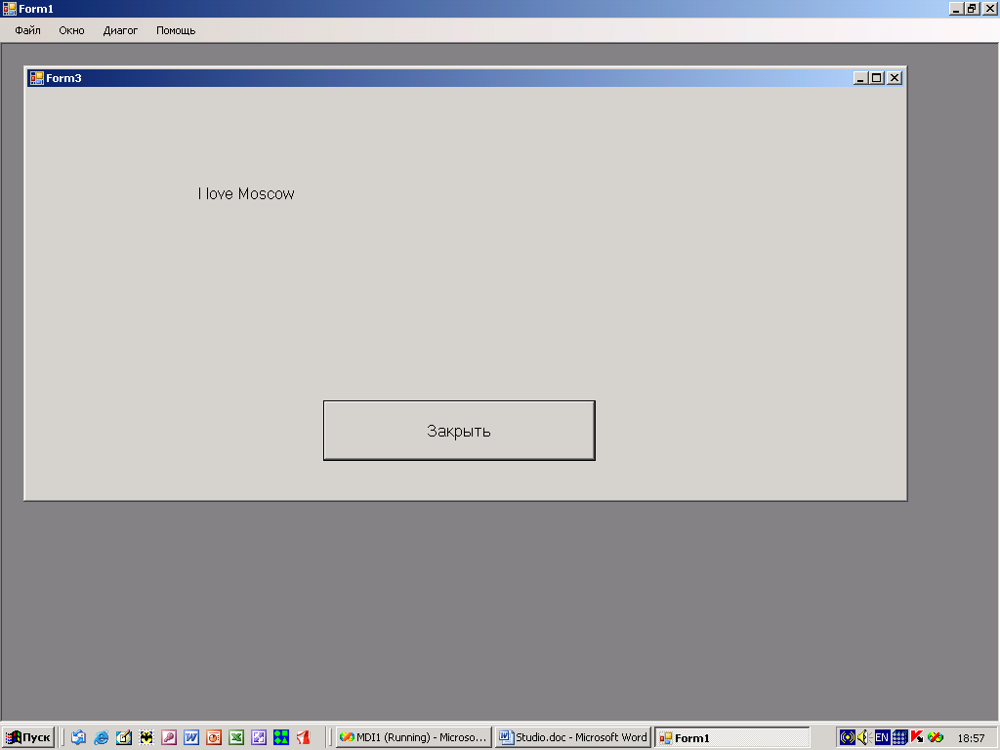 Form1
Файл Окно Диагог Помощь
Form3
I love Moscow
Закрыть
Пуск MDI1 (Running) - Microso... Studio.doc - Microsoft Word Form1 EN 18:57